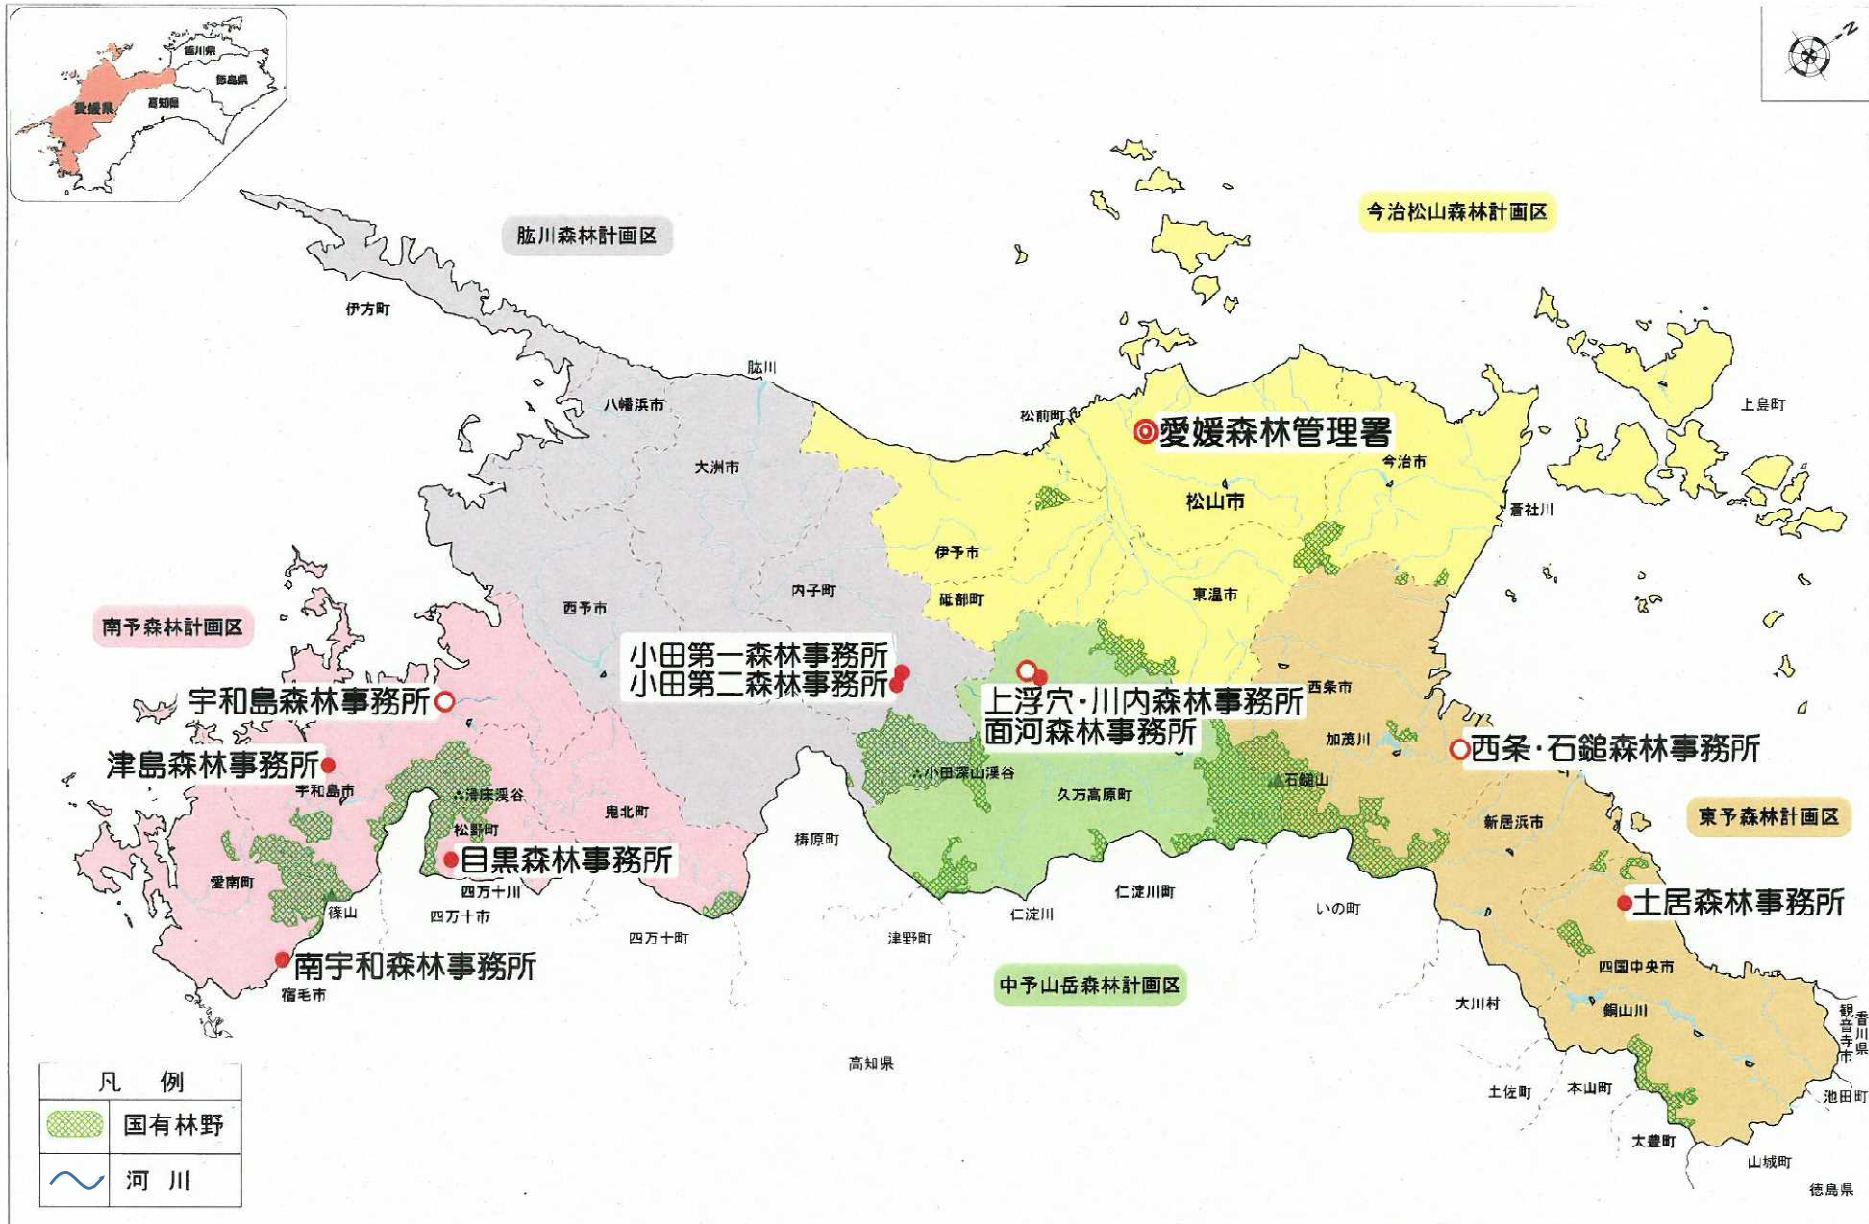 香川県
徳島県
愛媛県
高知県
N
肱川森林計画区
今治松山森林計画区
伊方町
肱川
八幡浜市
松前町
上島町
愛媛森林管理署
大洲市
今治市
松山市
蒼社川
伊予市
内子町
砥部町
東温市
西予市
南予森林計画区
小田第一森林事務所
小田第二森林事務所
宇和島森林事務所
上浮穴・川内森林事務所
面河森林事務所
西条市
加茂川
西条・石鎚森林事務所
津島森林事務所
宇和島市
滑床渓谷
小田深山渓谷
石鎚山
久万高原町
鬼北町
松野町
新居浜市
東予森林計画区
梼原町
目黒森林事務所
愛南町
四万十川
篠山
四万十市
仁淀川町
仁淀川
いの町
土居森林事務所
四万十町
津野町
南宇和森林事務所
宿毛市
中予山岳森林計画区
四国中央市
大川村
銅山川
香川県
観音寺市
高知県
土佐町
本山町
池田町
大豊町
山城町
徳島県
凡 例
国有林野
河 川